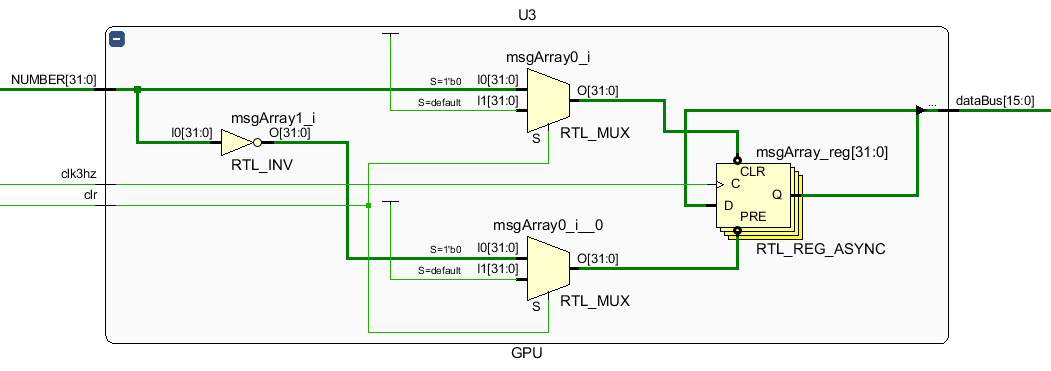 U3
msgArray0_i
NUMBER[31:0]
S=1'b0 I0[31:0]
O[31:0]
S=default I1[31:0]
S
RTL_MUX
msgArray1_i
I0[31:0] O[31:0]
RTL_INV
... dataBus[15:0]
msgArray_reg[31:0]
clk3hz
clr
CLR
C
Q
D
PRE
RTL_REG_ASYNC
msgArray0_i__0
S=1'b0 I0[31:0]
O[31:0]
S=default I1[31:0]
S
RTL_MUX
GPU